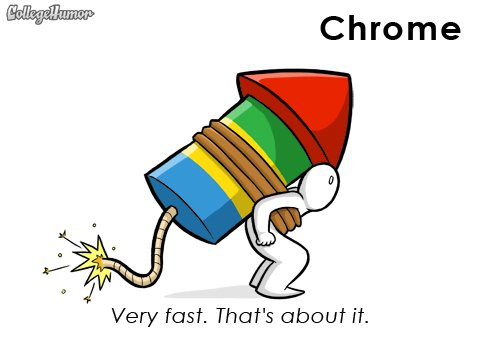 CollegeHumor
Chrome
Very fast. That's about it.